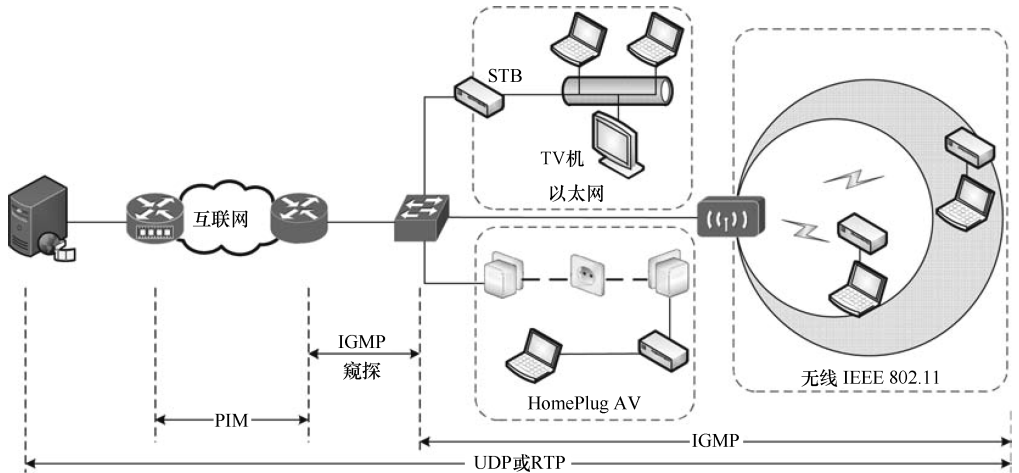 STB
TV机
以太网
互联网
IGMP
窥探
HomePlug AV
无线 IEEE 802.11
PIM
IGMP
UDP或RTP